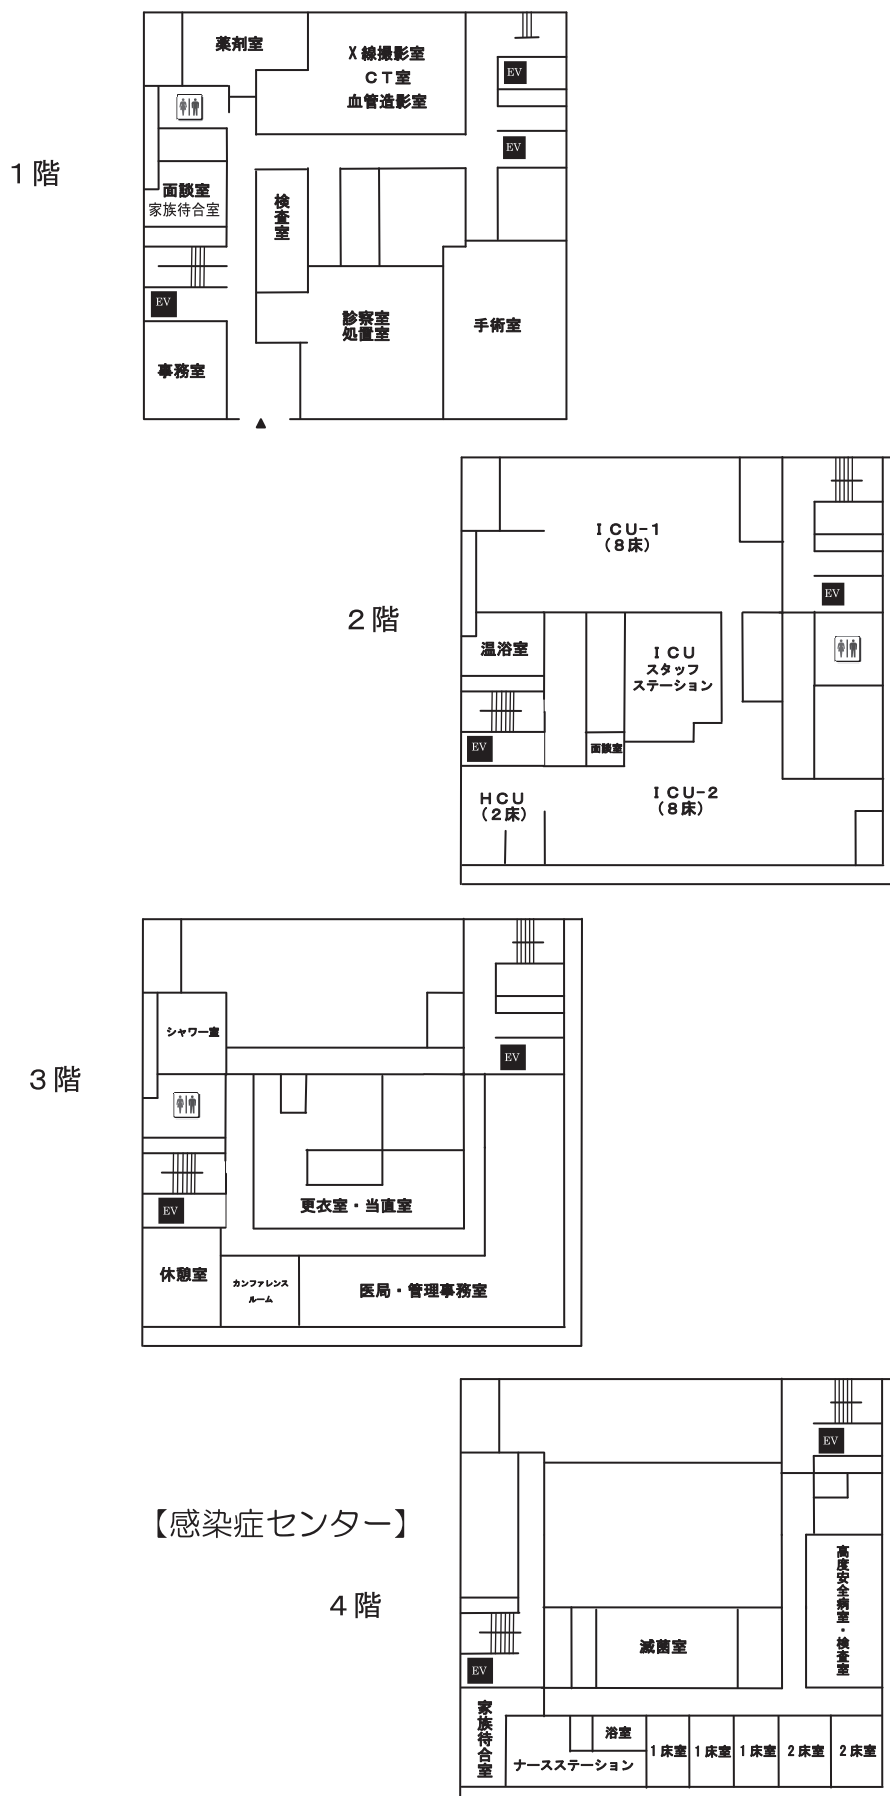 薬剤室
X線撮影室
CT室
血管造影室
EV
EV
1階
面談室
家族待合室
検査室
EV
診察室
処置室
手術室
事務室
ICU-1
(8床)
2階
EV
温浴室
ICU
スタッフ
ステーション
EV
面談室
HCU
(2床)
ICU-2
(8床)
シャワー室
EV
3階
EV
更衣室・当直室
休憩室
カンファレンス
ルーム
医局・管理事務室
EV
【感染症センター】
4階
高度安全病室・検査室
滅菌室
EV
家族待合室
浴室
ナースステーション
1床室
1床室
1床室
2床室
2床室